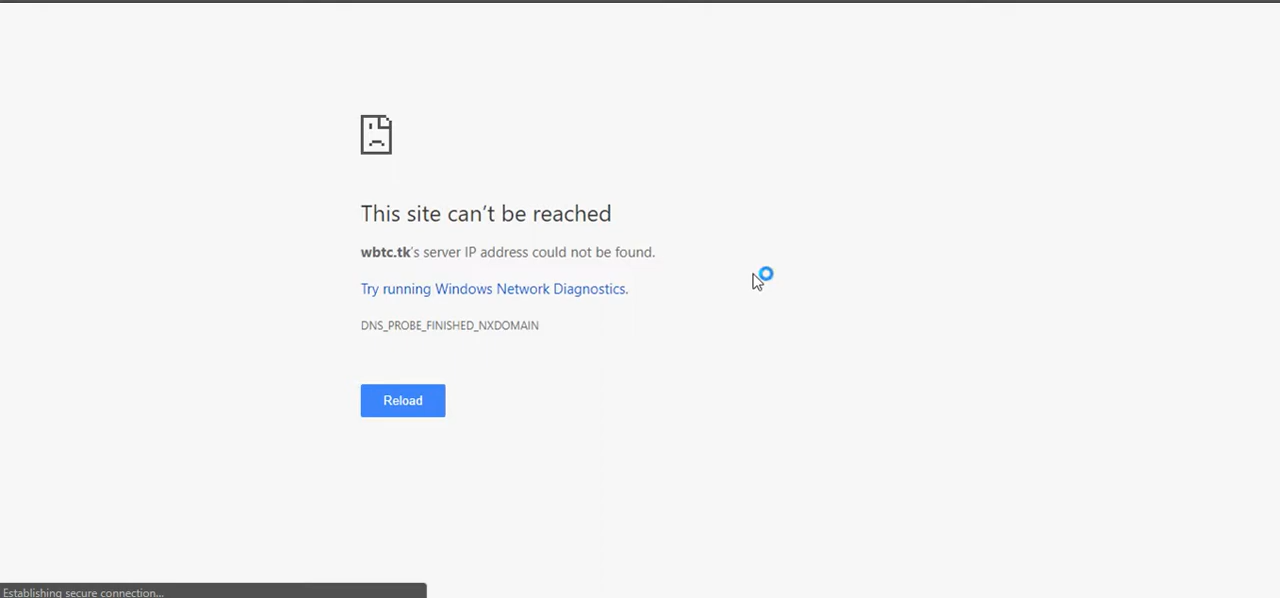 This site can't be reached
wbtc.tk's server IP address could not be found.
Try running Windows Network Diagnostics.
DNS_PROBE_FINISHED_NXDOMAIN
Reload
Establishing secure connection...